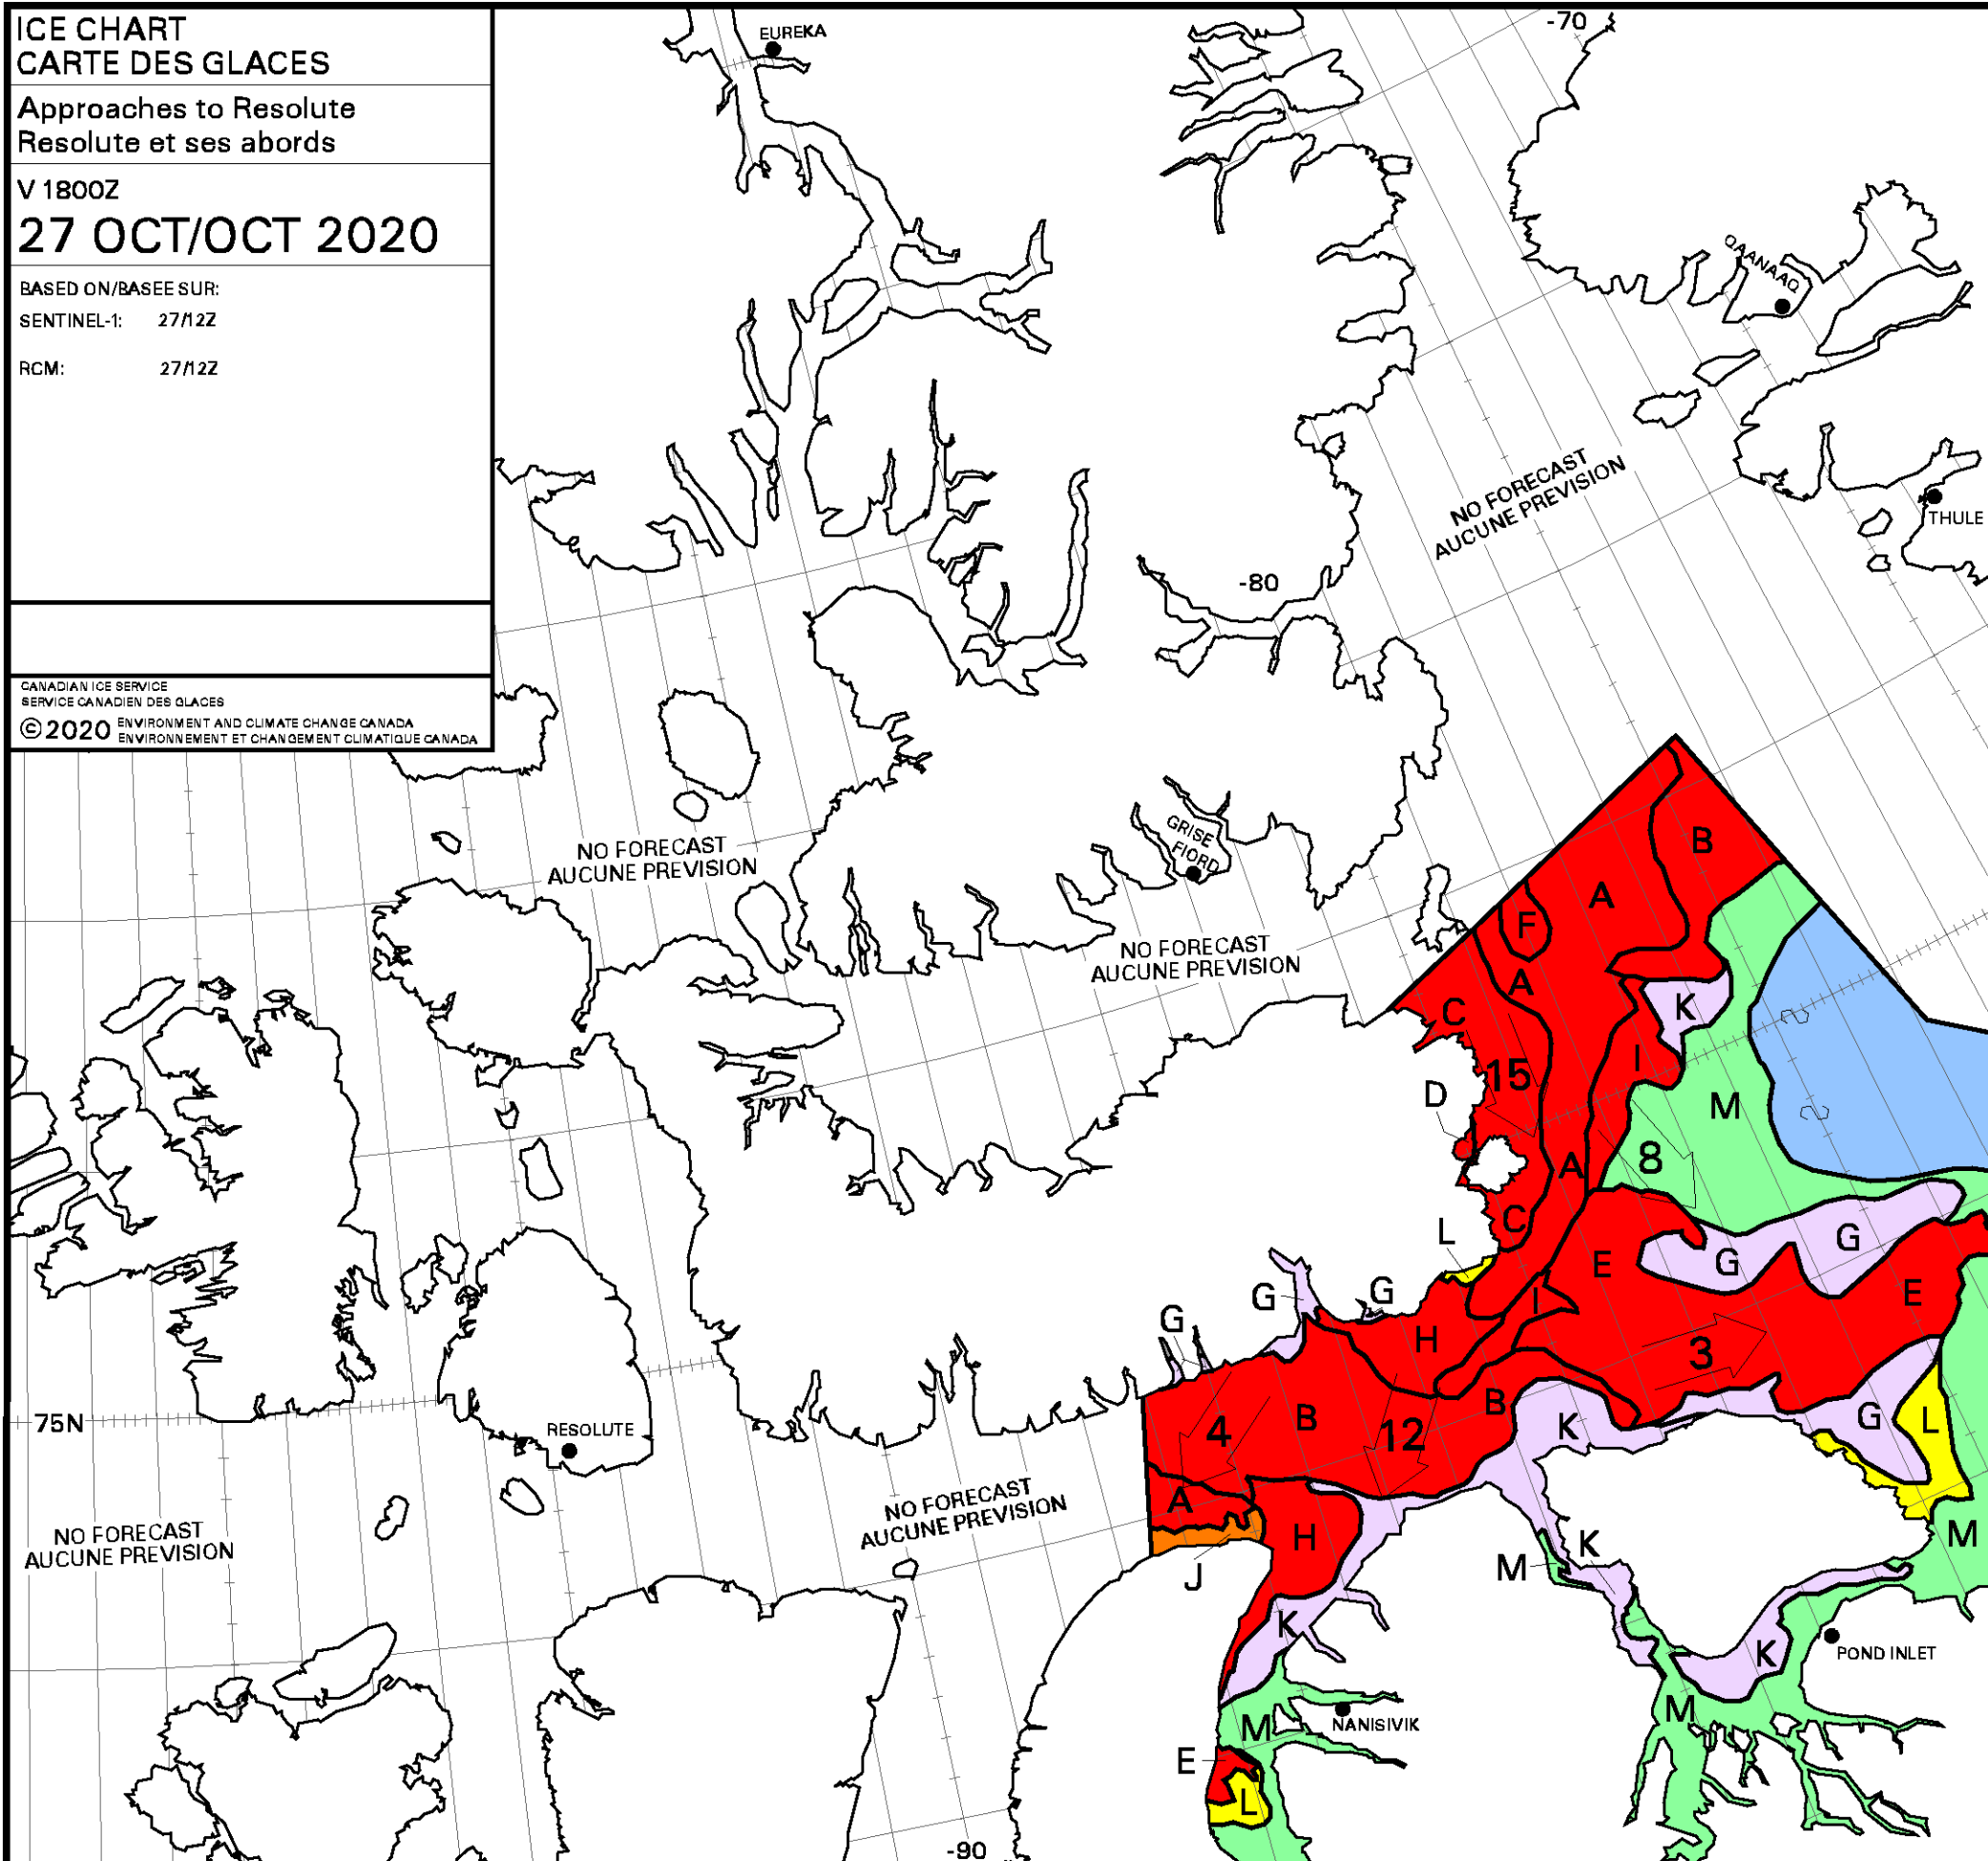 ICE CHART
CARTE DES GLACES
Approaches to Resolute
Resolute et ses abords
V 1800Z
27 OCT/OCT 2020
BASED ON/BASEE SUR:
SENTINEL-1: 27/12Z
RCM: 27/12Z
CANADIAN ICE SERVICE
SERVICE CANADIEN DES GLACES
© 2020 ENVIRONMENT AND CLIMATE CHANGE CANADA
ENVIRONNEMENT ET CHANGEMENT CLIMATIQUE CANADA
EUREKA
-70
QAANAAQ
NO FORECAST
AUCUNE PREVISION
THULE
-80
GRISE
FIORD
NO FORECAST
AUCUNE PREVISION
B
A
F
NO FORECAST
AUCUNE PREVISION
A
C
K
I
15
D
M
8
A
C
L
G
G
E
G
G
G
E
I
H
3
B
B
K
G
L
4
12
75N
RESOLUTE
A
H
J
NO FORECAST
AUCUNE PREVISION
NO FORECAST
AUCUNE PREVISION
M
K
M
K
K
POND INLET
M
M
NANISIVIK
E
L
-90